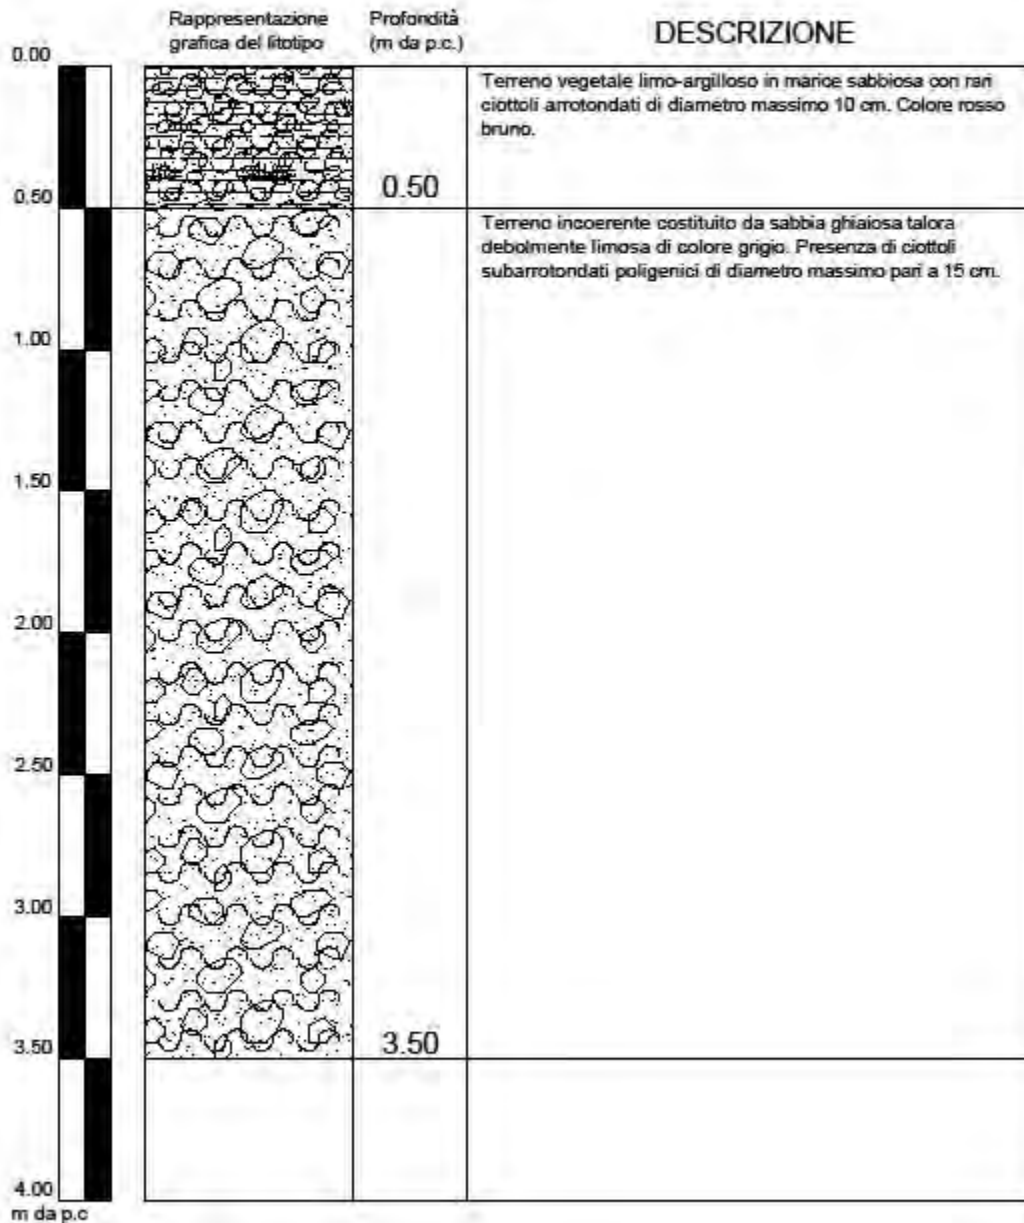 Rappresentazione
grafica del litotipo
Profondità
(m da p.c.)
DESCRIZIONE
0.00
Terreno vegetale limo-argilloso in matrice sabbiosa con rari
ciottoli arrotondati di diametro massimo 10 cm. Colore rosso
bruno.
0.50
0.50
Terreno incoerente costituito da sabbia ghiaiosa talora
debolmente limosa di colore grigio. Presenza di ciottoli
subarrotondati poligenici di diametro massimo pari a 15 cm.
1.00
1.50
2.00
2.50
3.00
3.50
3.50
4.00
m da p.c